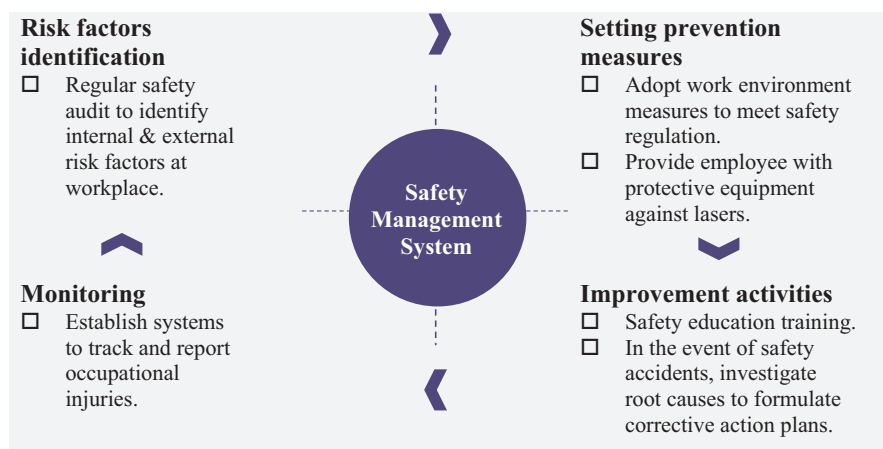 Risk factors
identification
☐ Regular safety
audit to identify
internal & external
risk factors at
workplace.
Setting prevention
measures
☐ Adopt work environment
measures to meet safety
regulation.
☐ Provide employee with
protective equipment
against lasers.
Safety
Management
System
Monitoring
☐ Establish systems
to track and report
occupational
injuries.
Improvement activities
☐ Safety education training.
☐ In the event of safety
accidents, investigate
root causes to formulate
corrective action plans.